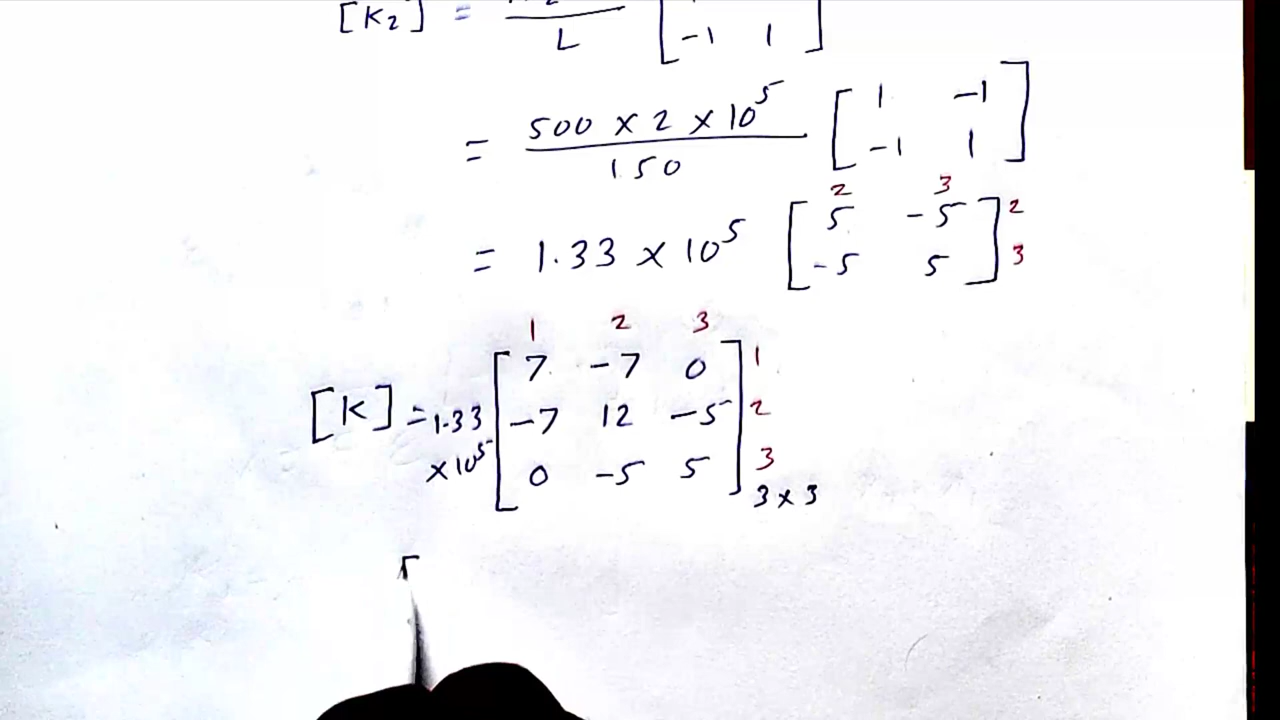 [K2] = / L [ -1 1 ]
= 500 × 2 × 10^5 / 150 [ 1 -1
-1 1 ]
2 3
= 1.33 × 10^5 [ 5 -5 ] 2
[ -5 5 ] 3
1 2 3
[ 7 -7 0 ] 1
[K] = 1.33 × 10^5 [ -7 12 -5 ] 2
[ 0 -5 5 ] 3
3 × 3
[